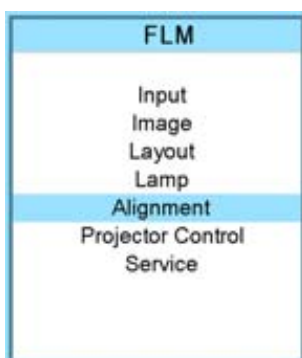 FLM
Input
Image
Layout
Lamp
Alignment
Projector Control
Service